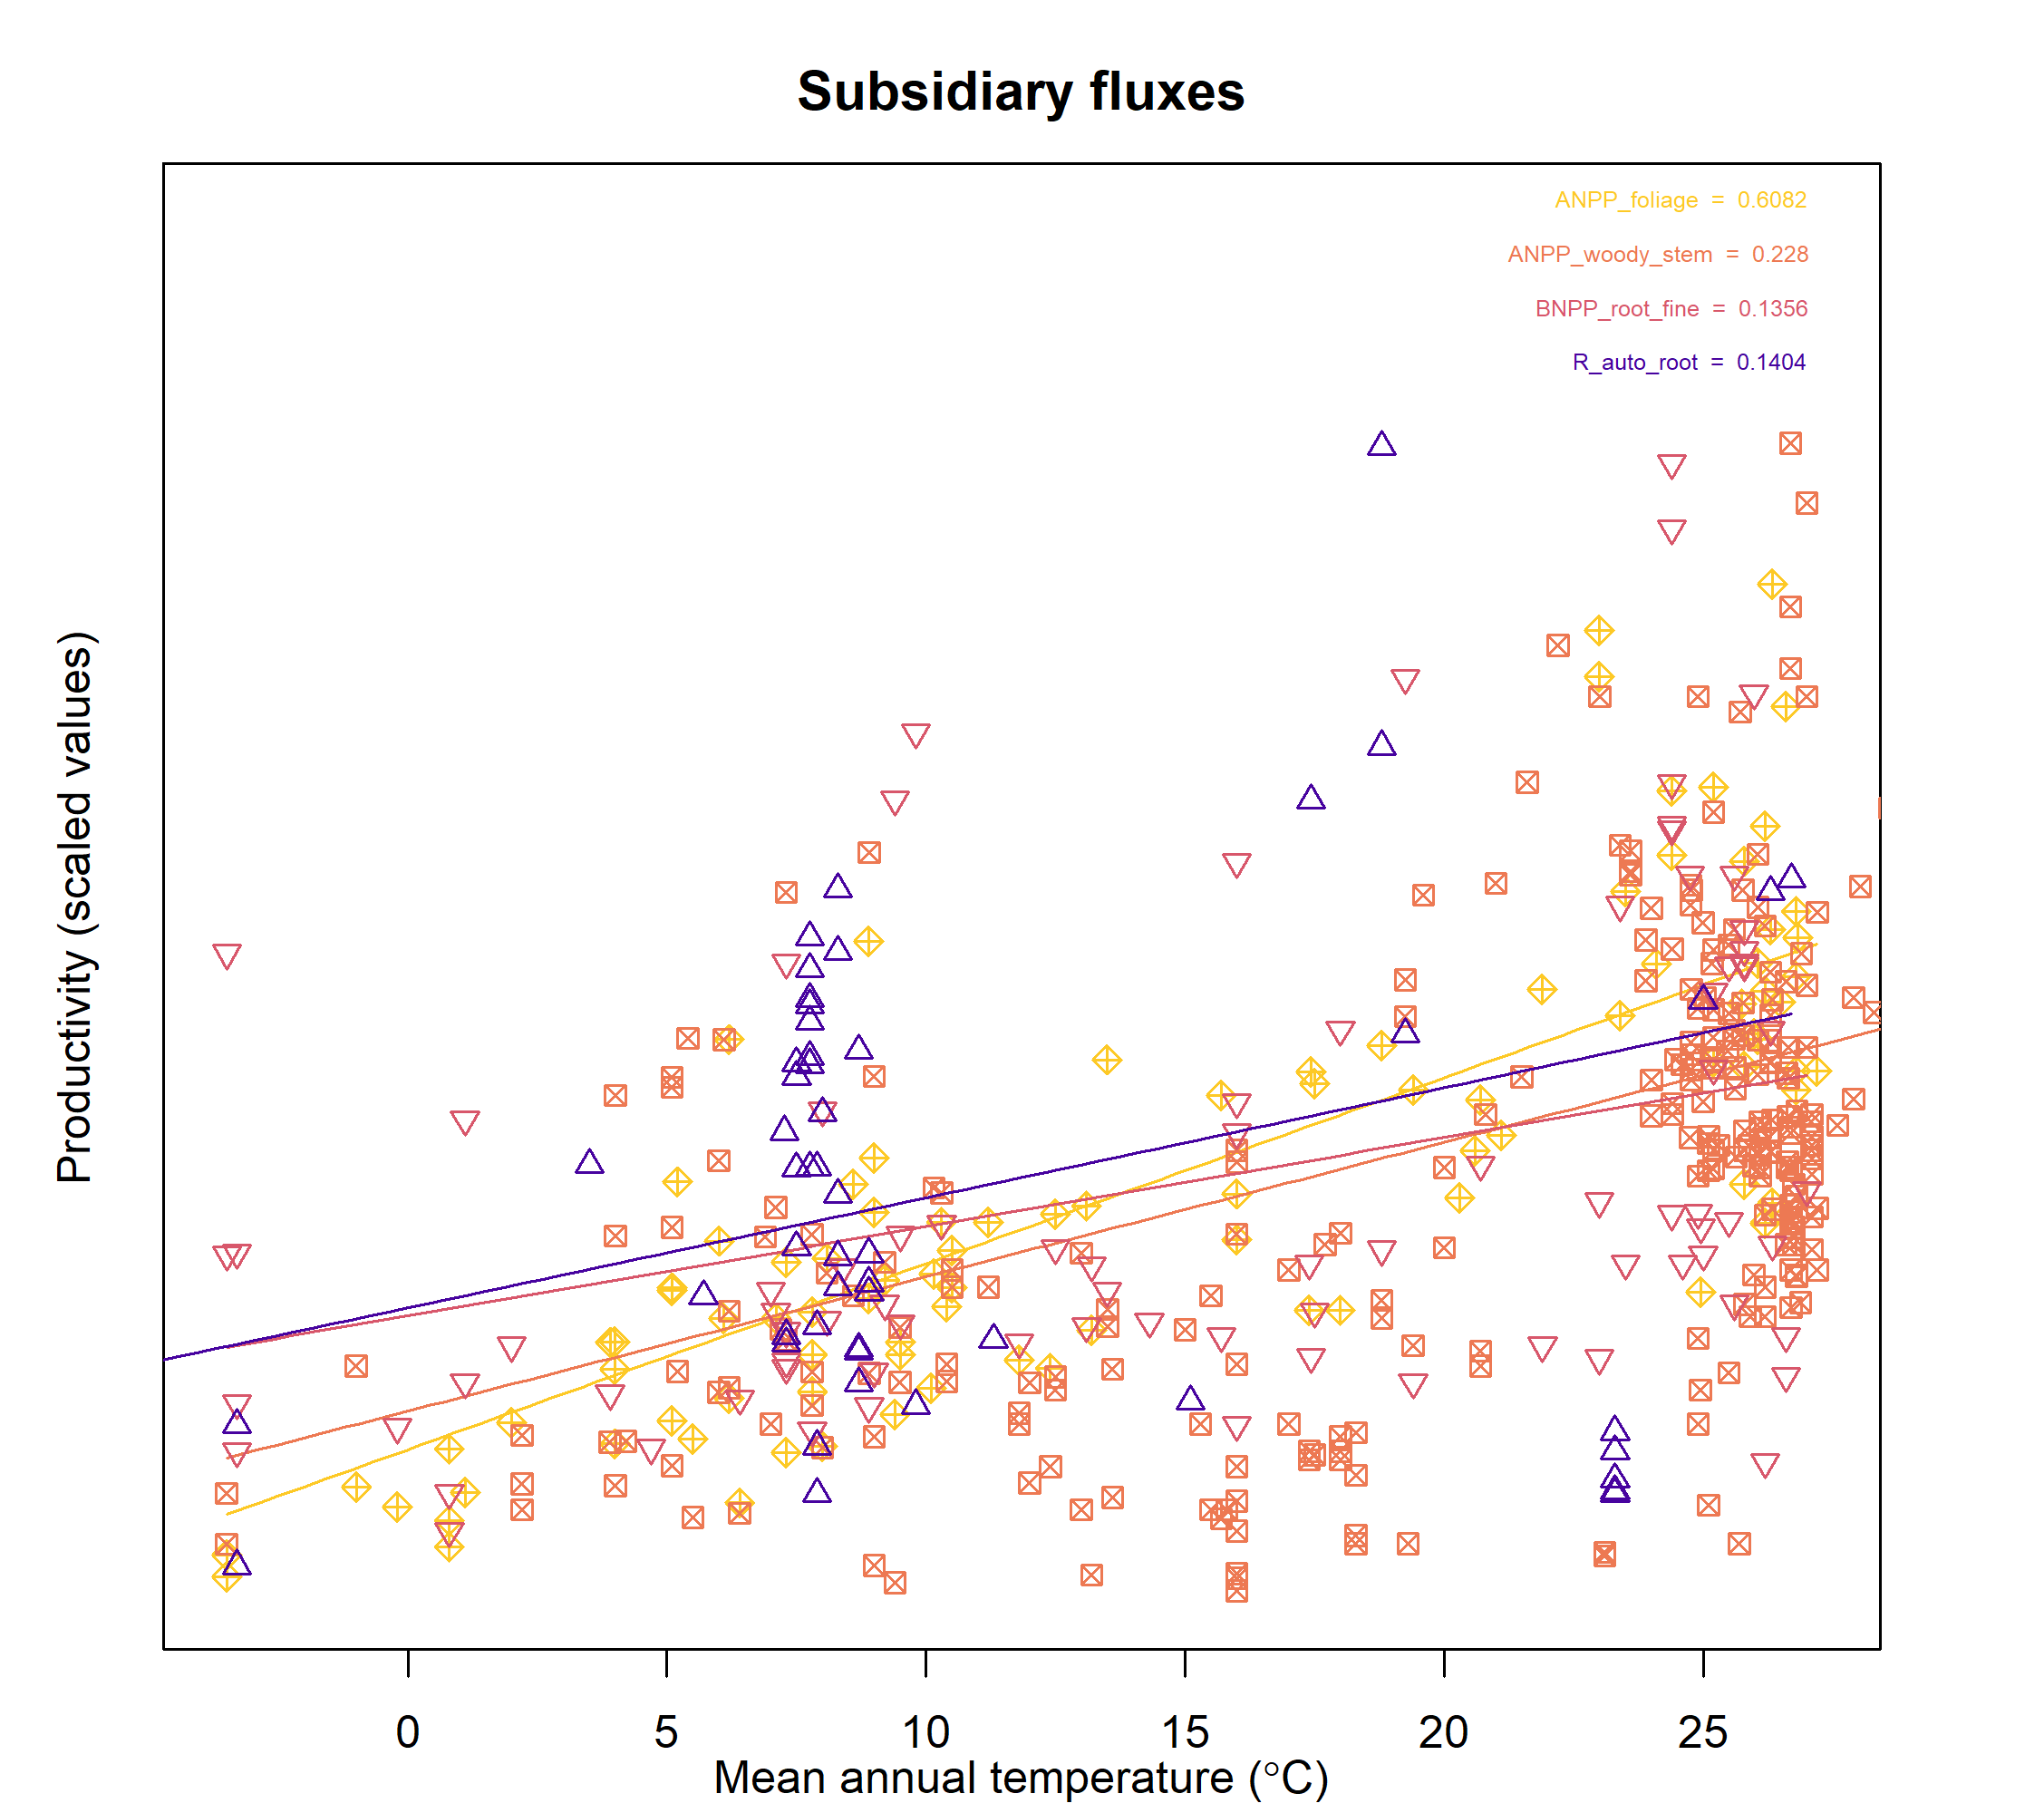 Subsidiary fluxes
ANPP_foliage = 0.6082
ANPP_woody_stem = 0.228
BNPP_root_fine = 0.1356
R_auto_root = 0.1404
Productivity (scaled values)
0 5 10 15 20 25
Mean annual temperature (°C)